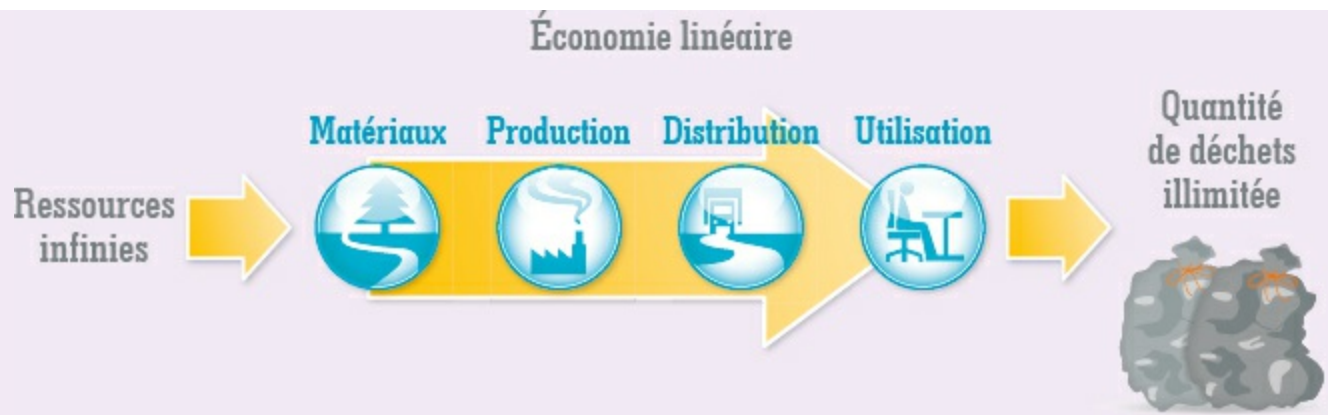 Économie linéaire
Ressources
infinies
Matériaux
Production
Distribution
Utilisation
Quantité
de déchets
illimitée